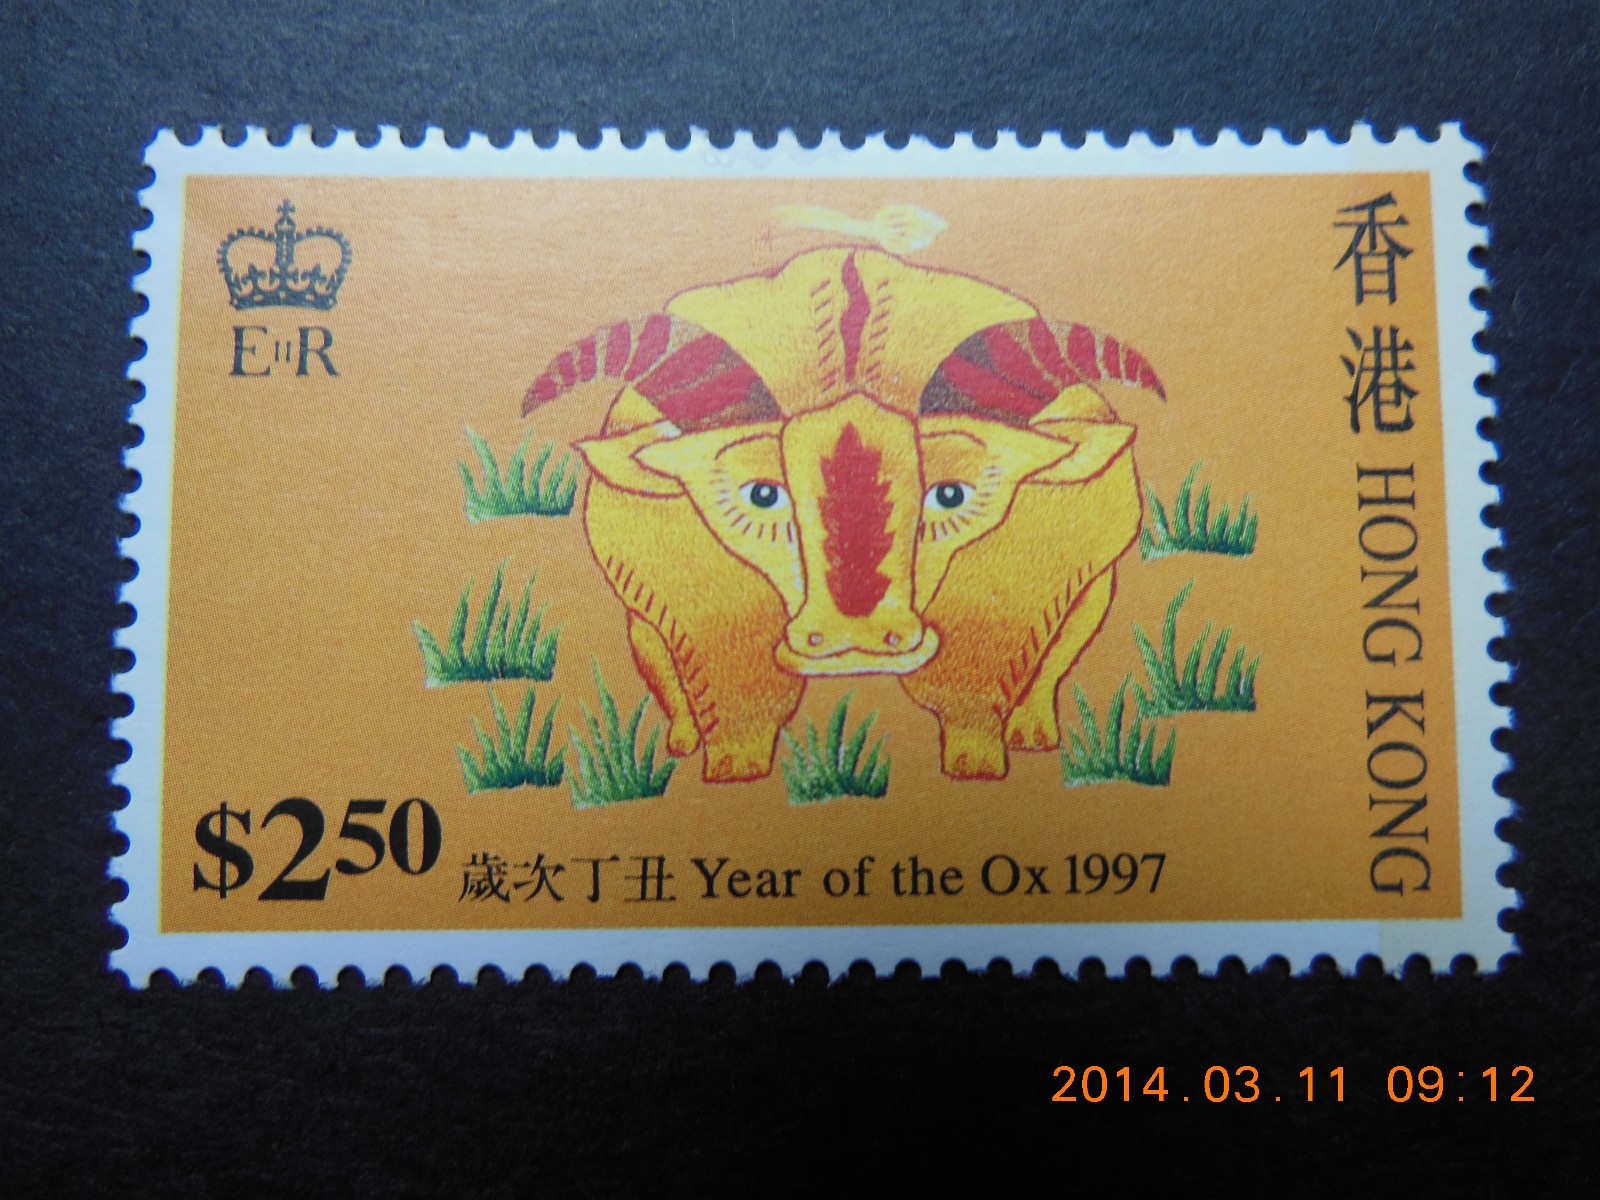 EIIR
香港 HONG KONG
$2.50
歲次丁丑 Year of the Ox 1997
2014.03.11 09:12